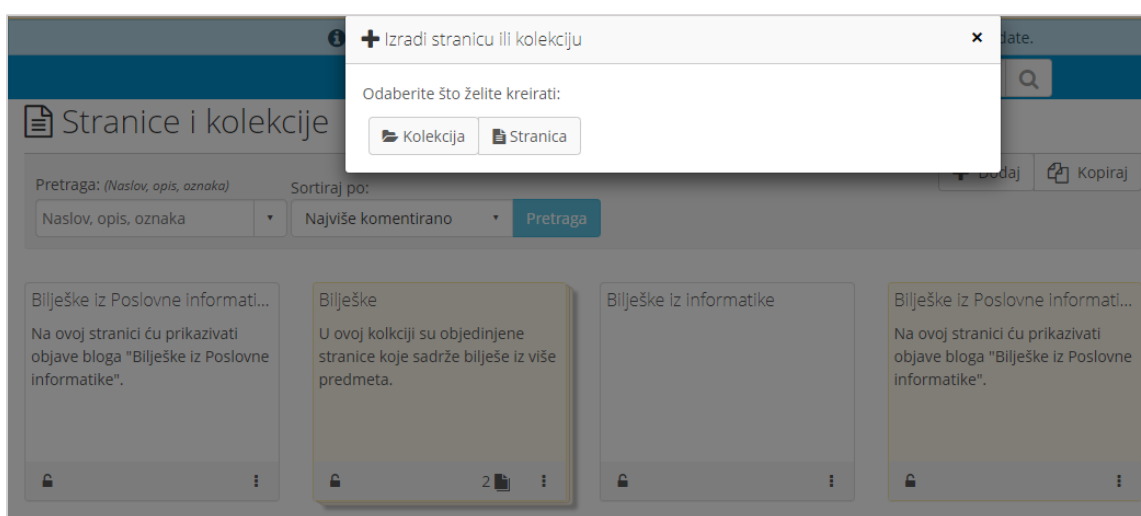 Izradi stranicu ili kolekciju
date.
Odaberite što želite kreirati:
Kolekcija Stranica
Stranice i kolekcije
Dodaj Kopiraj
Pretraga: (Naslov, opis, oznaka) Sortiraj po:
Naslov, opis, oznaka Najviše komentirano Pretraga
Bilješke iz Poslovne informati...
Na ovoj stranici ću prikazivati
objave bloga "Bilješke iz Poslovne
informatike".
Bilješke
U ovoj kolkciji su objedinjene
stranice koje sadrže bilješe iz više
predmeta.
2
Bilješke iz informatike
Bilješke iz Poslovne informati...
Na ovoj stranici ću prikazivati
objave bloga "Bilješke iz Poslovne
informatike".